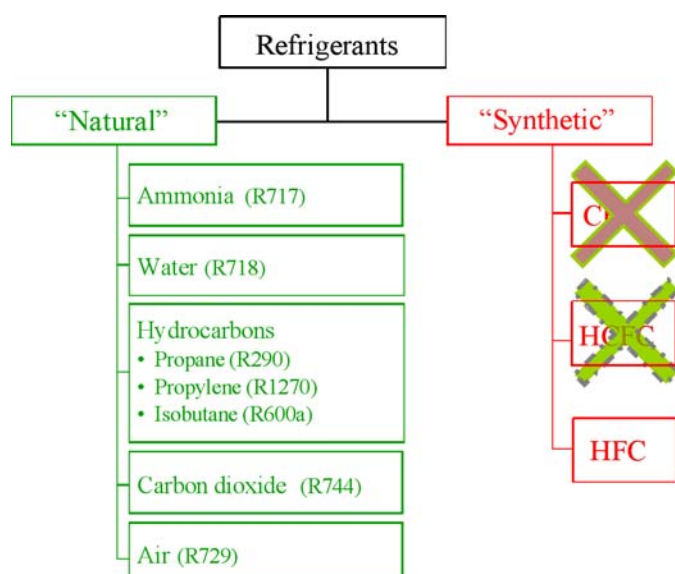 Refrigerants
“Natural”
“Synthetic”
Ammonia (R717)
Water (R718)
Hydrocarbons
• Propane (R290)
• Propylene (R1270)
• Isobutane (R600a)
Carbon dioxide (R744)
Air (R729)
HCFC
HFC